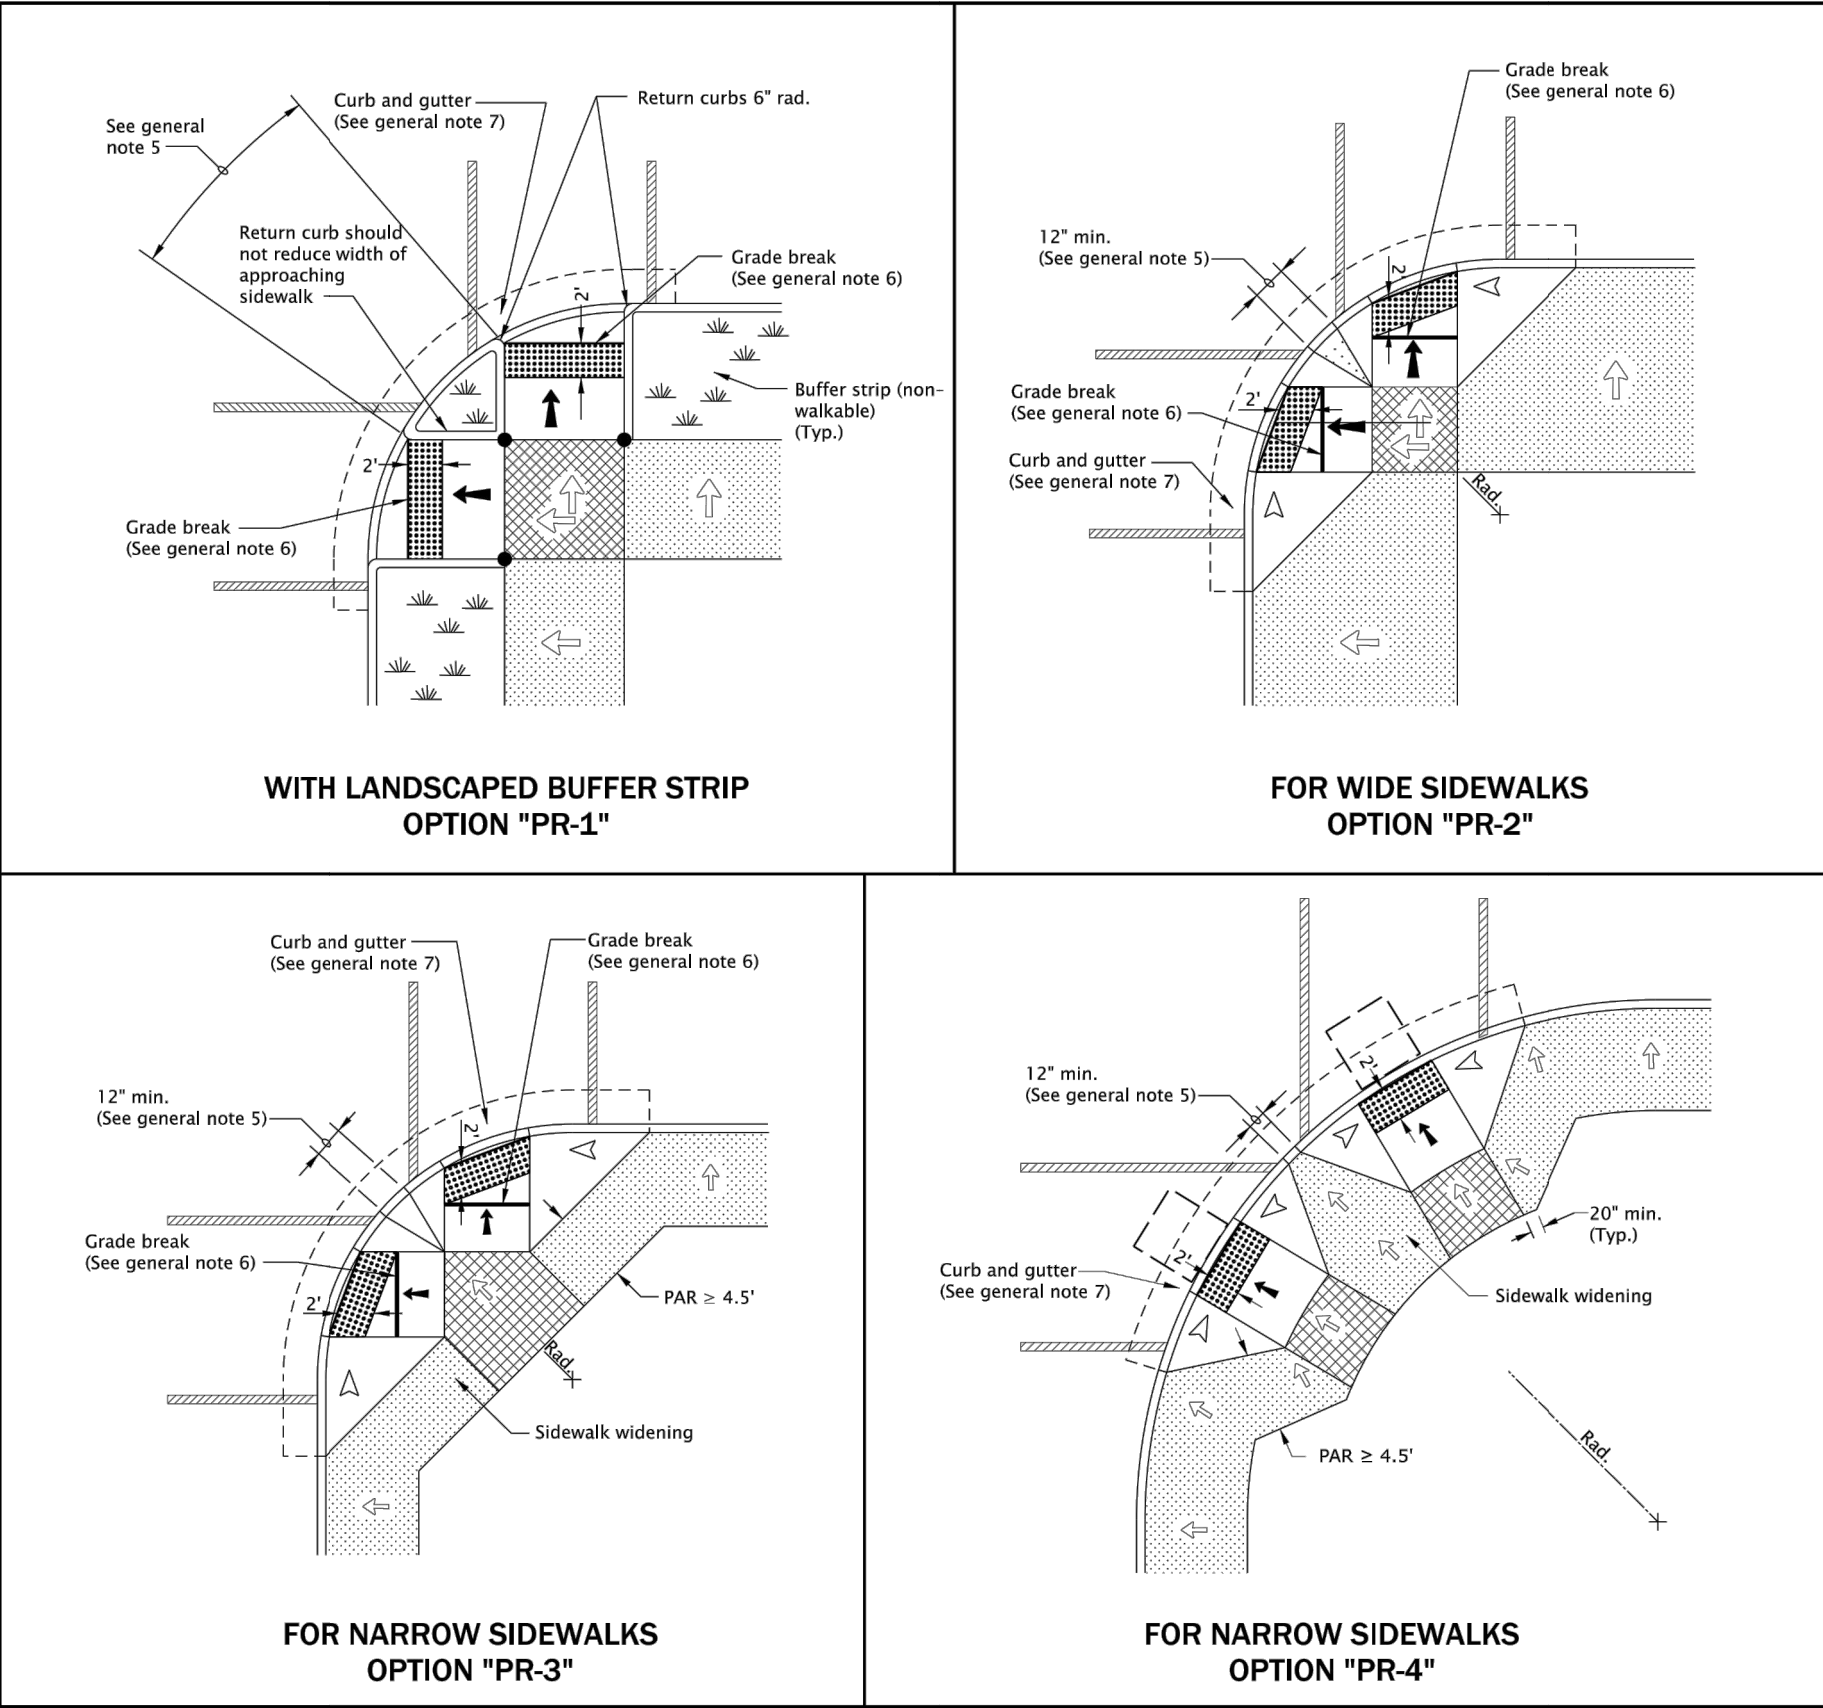 Curb and gutter
(See general note 7)
Return curbs 6" rad.
See general
note 5
Return curb should
not reduce width of
approaching
sidewalk
Grade break
(See general note 6)
2'
Buffer strip (non-
walkable)
(Typ.)
2'
Grade break
(See general note 6)
WITH LANDSCAPED BUFFER STRIP
OPTION "PR-1"
Grade break
(See general note 6)
12" min.
(See general note 5)
2'
Grade break
(See general note 6)
2'
Curb and gutter
(See general note 7)
Rad.
FOR WIDE SIDEWALKS
OPTION "PR-2"
Curb and gutter
(See general note 7)
Grade break
(See general note 6)
12" min.
(See general note 5)
2'
Grade break
(See general note 6)
2'
PAR ≥ 4.5'
Rad.
Sidewalk widening
FOR NARROW SIDEWALKS
OPTION "PR-3"
12" min.
(See general note 5)
2'
20" min.
(Typ.)
2'
Curb and gutter
(See general note 7)
Sidewalk widening
PAR ≥ 4.5'
Rad.
FOR NARROW SIDEWALKS
OPTION "PR-4"